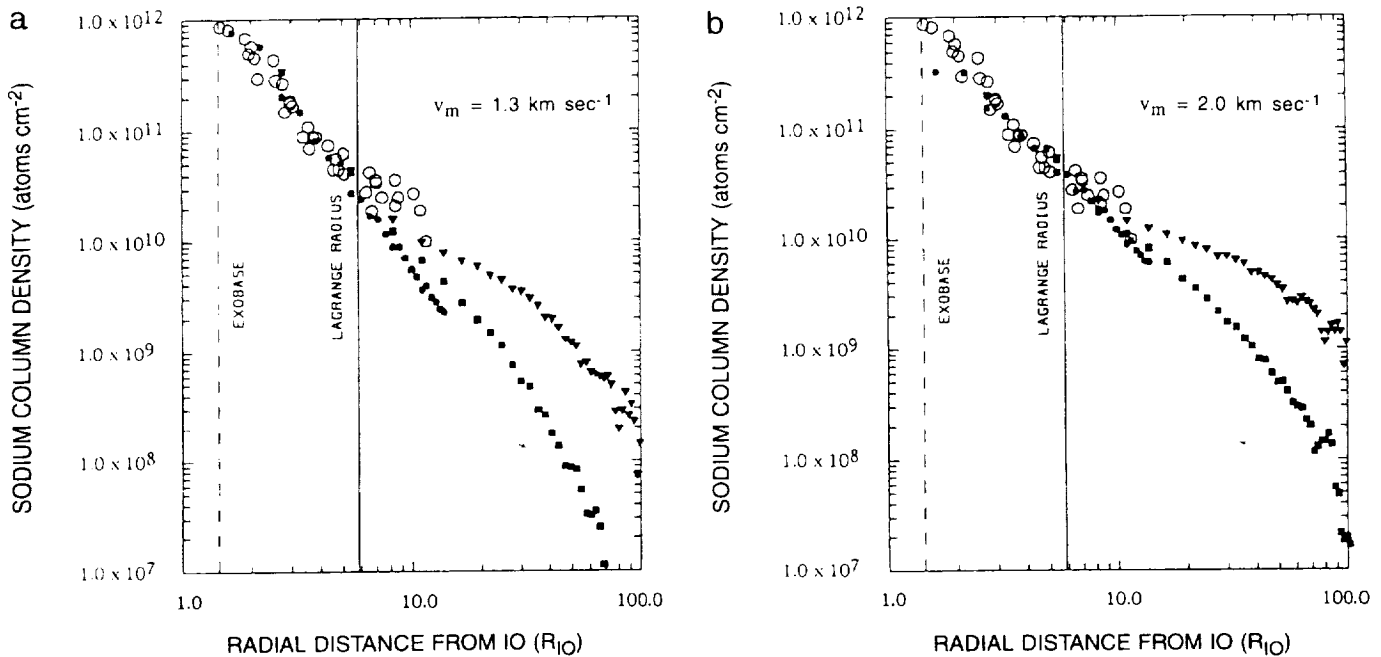 a
SODIUM COLUMN DENSITY (atoms cm-2)
1.0 x 10^12
1.0 x 10^11
1.0 x 10^10
1.0 x 10^9
1.0 x 10^8
1.0 x 10^7
EXOBASE
LAGRANGE RADIUS
vm = 1.3 km sec-1
1.0
10.0
100.0
RADIAL DISTANCE FROM IO (RIO)
b
SODIUM COLUMN DENSITY (atoms cm-2)
1.0 x 10^12
1.0 x 10^11
1.0 x 10^10
1.0 x 10^9
1.0 x 10^8
1.0 x 10^7
EXOBASE
LAGRANGE RADIUS
vm = 2.0 km sec-1
1.0
10.0
100.0
RADIAL DISTANCE FROM IO (RIO)